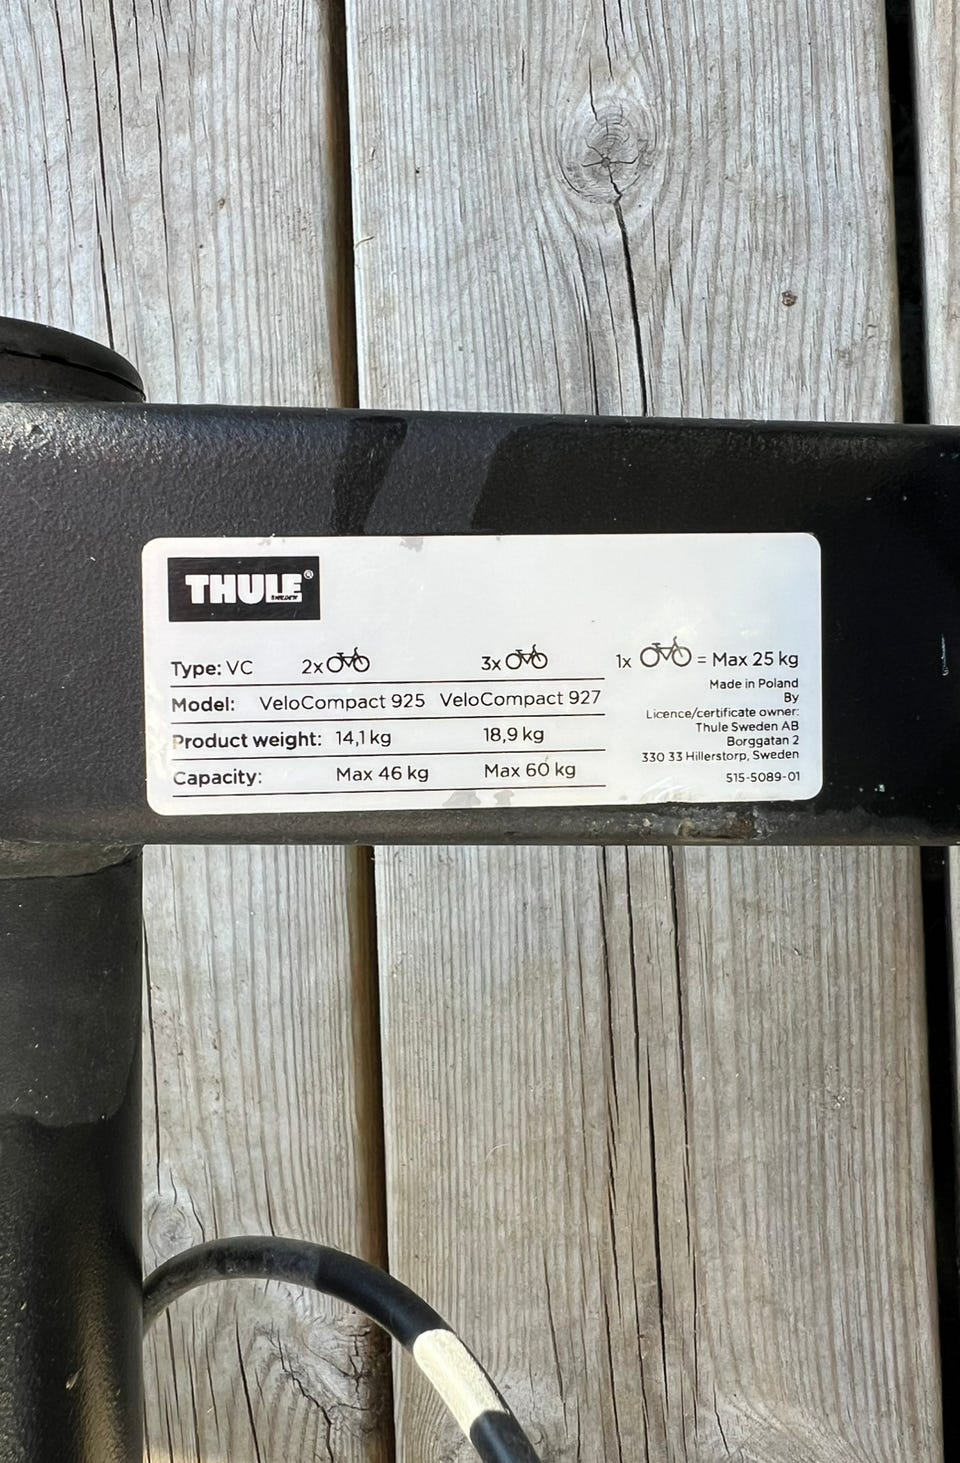 THULE®
SWEDEN
Type: VC 2x 3x 1x = Max 25 kg
Model: VeloCompact 925 VeloCompact 927
Product weight: 14,1 kg 18,9 kg
Capacity: Max 46 kg Max 60 kg
Made in Poland
By
Licence/certificate owner:
Thule Sweden AB
Borggatan 2
330 33 Hillerstorp, Sweden
515-5089-01